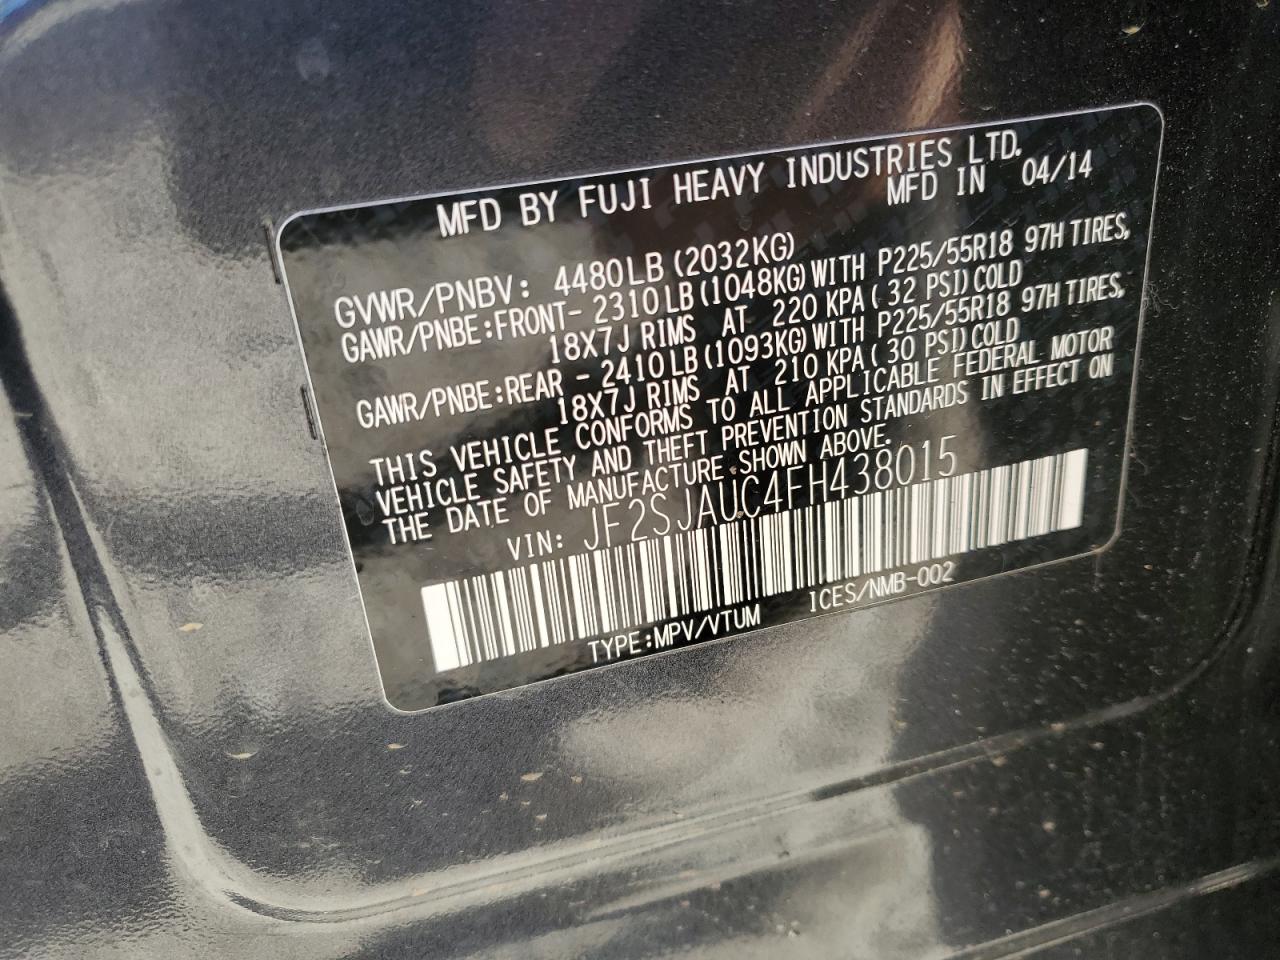 MFD BY FUJI HEAVY INDUSTRIES LTD.
MFD IN 04/14
GVWR/PNBV: 4480LB(2032KG)
GAWR/PNBE:FRONT- 2310LB(1048KG)WITH P225/55R18 97H TIRES,
18X7J RIMS AT 220 KPA( 32 PSI)COLD
GAWR/PNBE:REAR - 2410LB(1093KG)WITH P225/55R18 97H TIRES,
18X7J RIMS AT 210 KPA( 30 PSI)COLD
THIS VEHICLE CONFORMS TO ALL APPLICABLE FEDERAL MOTOR
VEHICLE SAFETY AND THEFT PREVENTION STANDARDS IN EFFECT ON
THE DATE OF MANUFACTURE SHOWN ABOVE.
VIN: JF2SJAUC4FH438015
TYPE:MPV/VTUM ICES/NMB-002